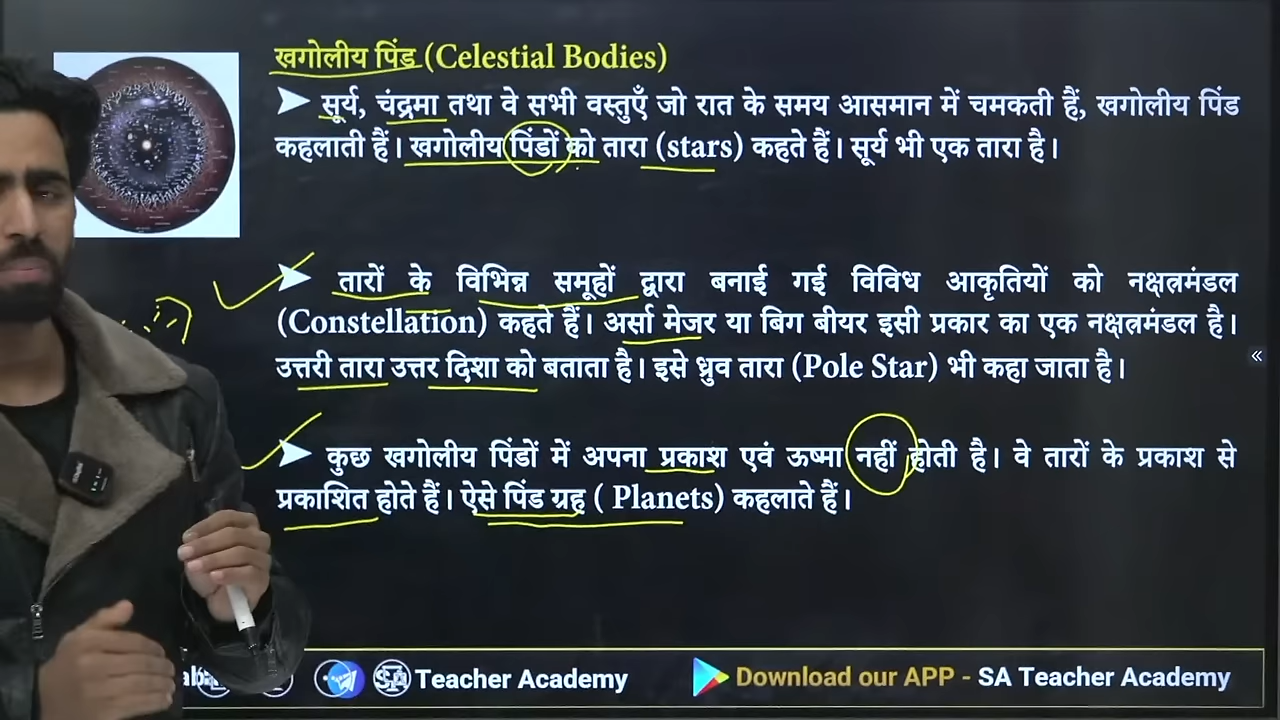 खगोलीय पिंड (Celestial Bodies)
➤ सूर्य, चंद्रमा तथा वे सभी वस्तुएँ जो रात के समय आसमान में चमकती हैं, खगोलीय पिंड
कहलाती हैं। खगोलीय पिंडों को तारा (stars) कहते हैं। सूर्य भी एक तारा है।
➤ तारों के विभिन्न समूहों द्वारा बनाई गई विविध आकृतियों को नक्षत्रमंडल
(Constellation) कहते हैं। अर्सा मेजर या बिग बीयर इसी प्रकार का एक नक्षत्रमंडल है।
उत्तरी तारा उत्तर दिशा को बताता है। इसे ध्रुव तारा (Pole Star) भी कहा जाता है।
➤ कुछ खगोलीय पिंडों में अपना प्रकाश एवं ऊष्मा नहीं होती है। वे तारों के प्रकाश से
प्रकाशित होते हैं। ऐसे पिंड ग्रह ( Planets) कहलाते हैं।
SA Teacher Academy
Download our APP - SA Teacher Academy